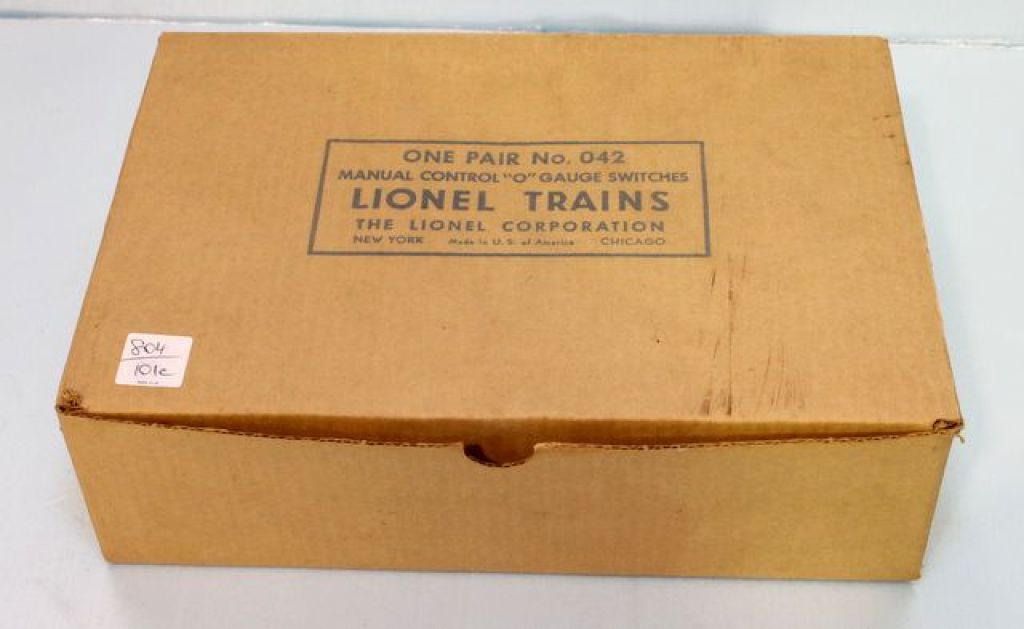 ONE PAIR No. 042
MANUAL CONTROL "O" GAUGE SWITCHES
LIONEL TRAINS
THE LIONEL CORPORATION
NEW YORK Made in U. S. of America CHICAGO
804
101c